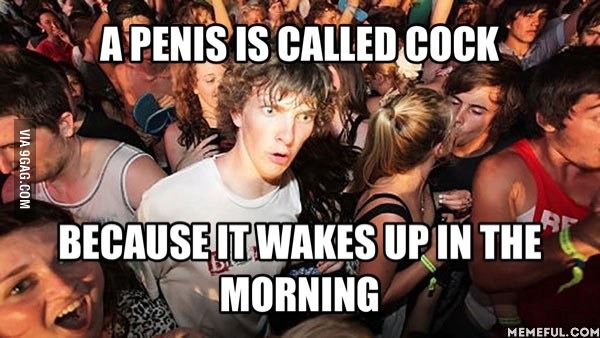 A PENIS IS CALLED COCK
VIA 9GAG.COM
BECAUSE IT WAKES UP IN THE
MORNING
MEMEFUL.COM